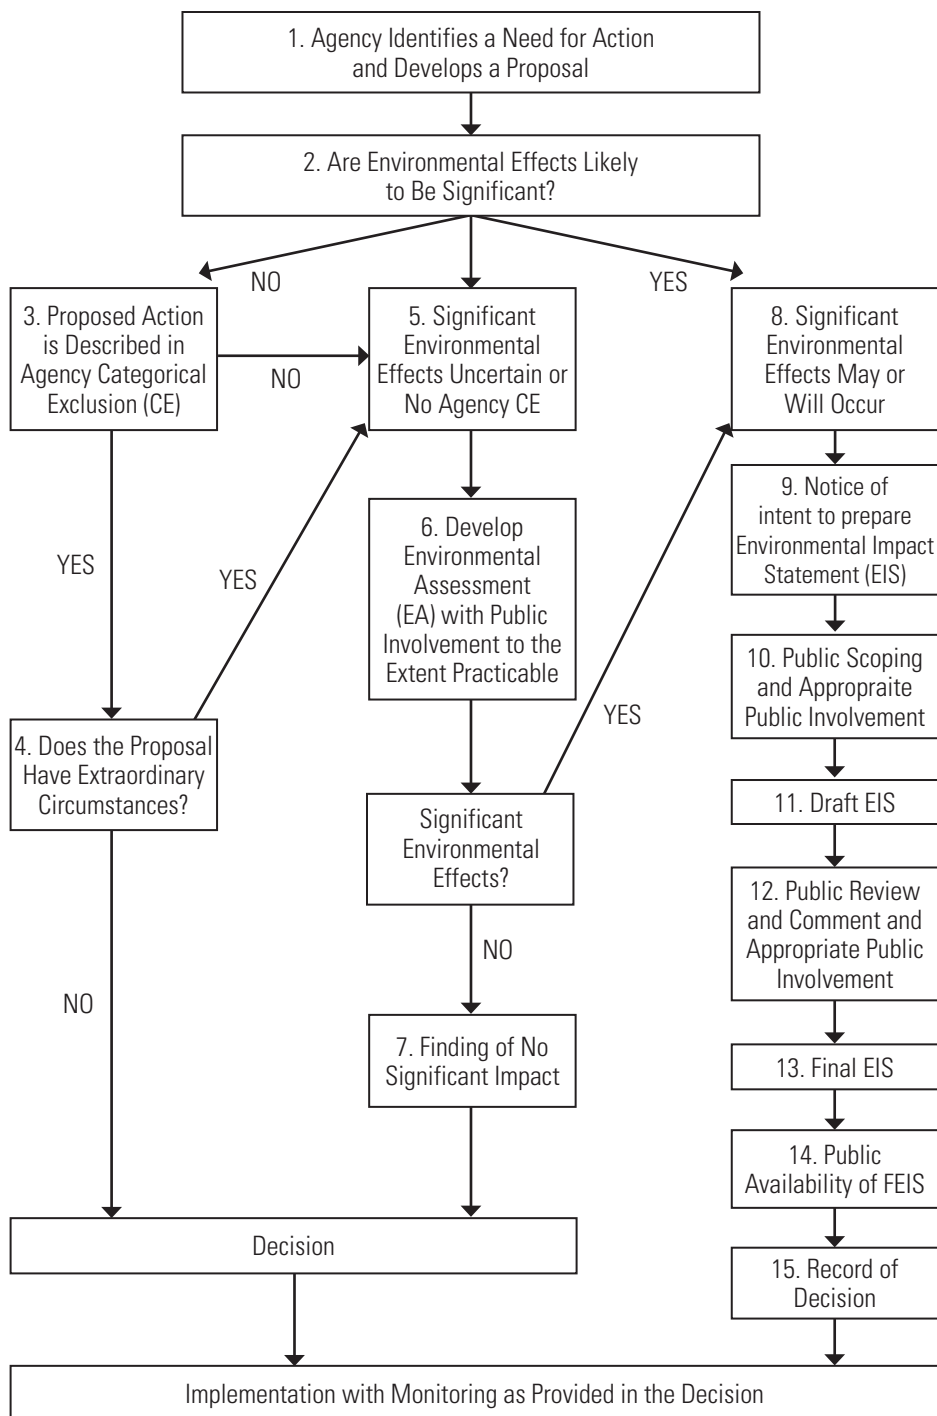 1. Agency Identifies a Need for Action
and Develops a Proposal
2. Are Environmental Effects Likely
to Be Significant?
NO
YES
3. Proposed Action
is Described in
Agency Categorical
Exclusion (CE)
NO
5. Significant
Environmental
Effects Uncertain or
No Agency CE
8. Significant
Environmental
Effects May or
Will Occur
YES
YES
6. Develop
Environmental
Assessment
(EA) with Public
Involvement to the
Extent Practicable
9. Notice of
intent to prepare
Environmental Impact
Statement (EIS)
10. Public Scoping
and Appropraite
Public Involvement
4. Does the Proposal
Have Extraordinary
Circumstances?
YES
Significant
Environmental
Effects?
11. Draft EIS
12. Public Review
and Comment and
Appropriate Public
Involvement
NO
NO
7. Finding of No
Significant Impact
13. Final EIS
14. Public
Availability of FEIS
Decision
15. Record of
Decision
Implementation with Monitoring as Provided in the Decision